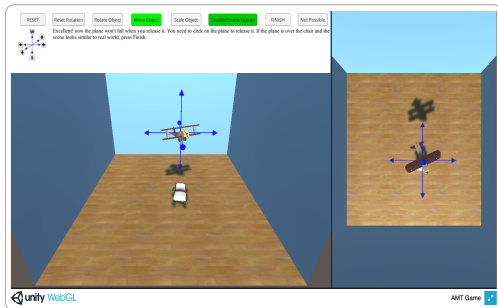 RESET Reset Rotation Rotate Object Move Object Scale Object Disable/Enable Gravity FINISH Not Possible
Excellent! now the plane won't fall when you release it. You need to click on the plane to release it. If the plane is over the chair and the
scene looks similar to real world, press Finish.
unity WebGL
AMT Game